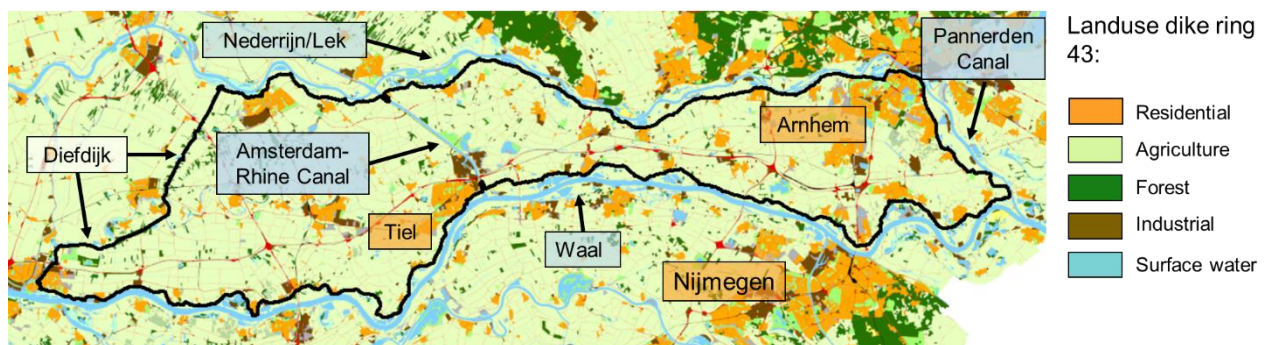 Nederrijn/Lek
Pannerden
Canal
Landuse dike ring
43:
Diefdijk
Amsterdam-
Rhine Canal
Arnhem
Tiel
Waal
Nijmegen
Residential
Agriculture
Forest
Industrial
Surface water